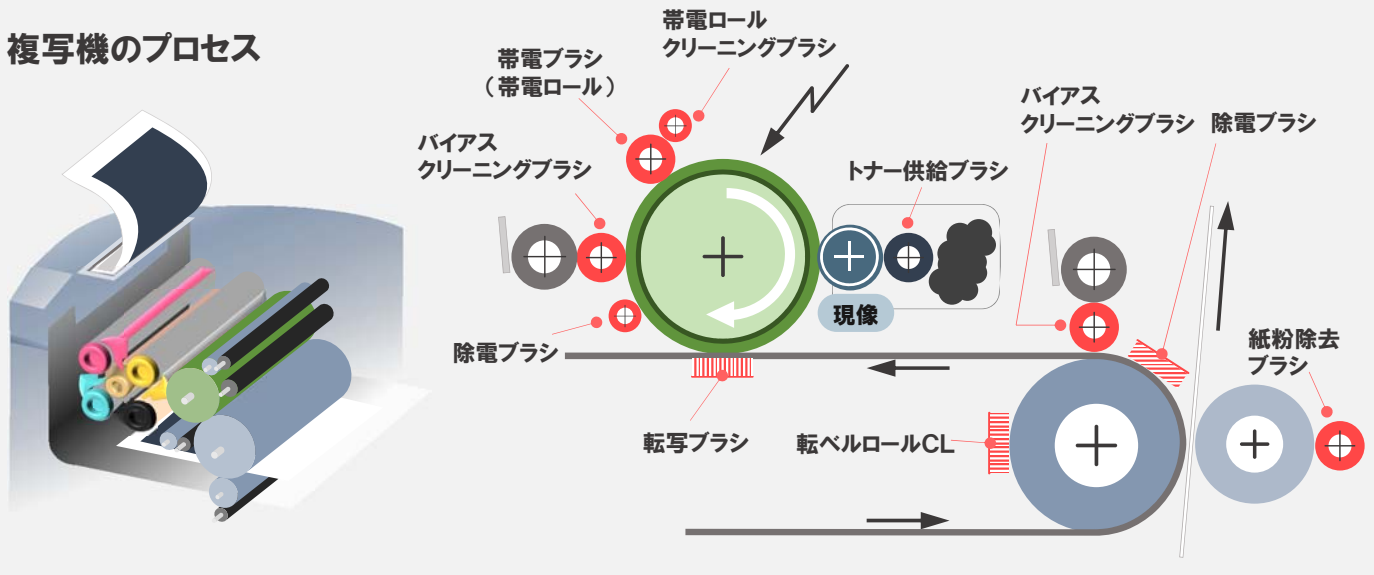 複写機のプロセス
帯電ロール
クリーニングブラシ
帯電ブラシ
（帯電ロール）
バイアス
クリーニングブラシ
トナー供給ブラシ
現像
除電ブラシ
転写ブラシ
バイアス
クリーニングブラシ
除電ブラシ
紙粉除去
ブラシ
転ベルロールCL